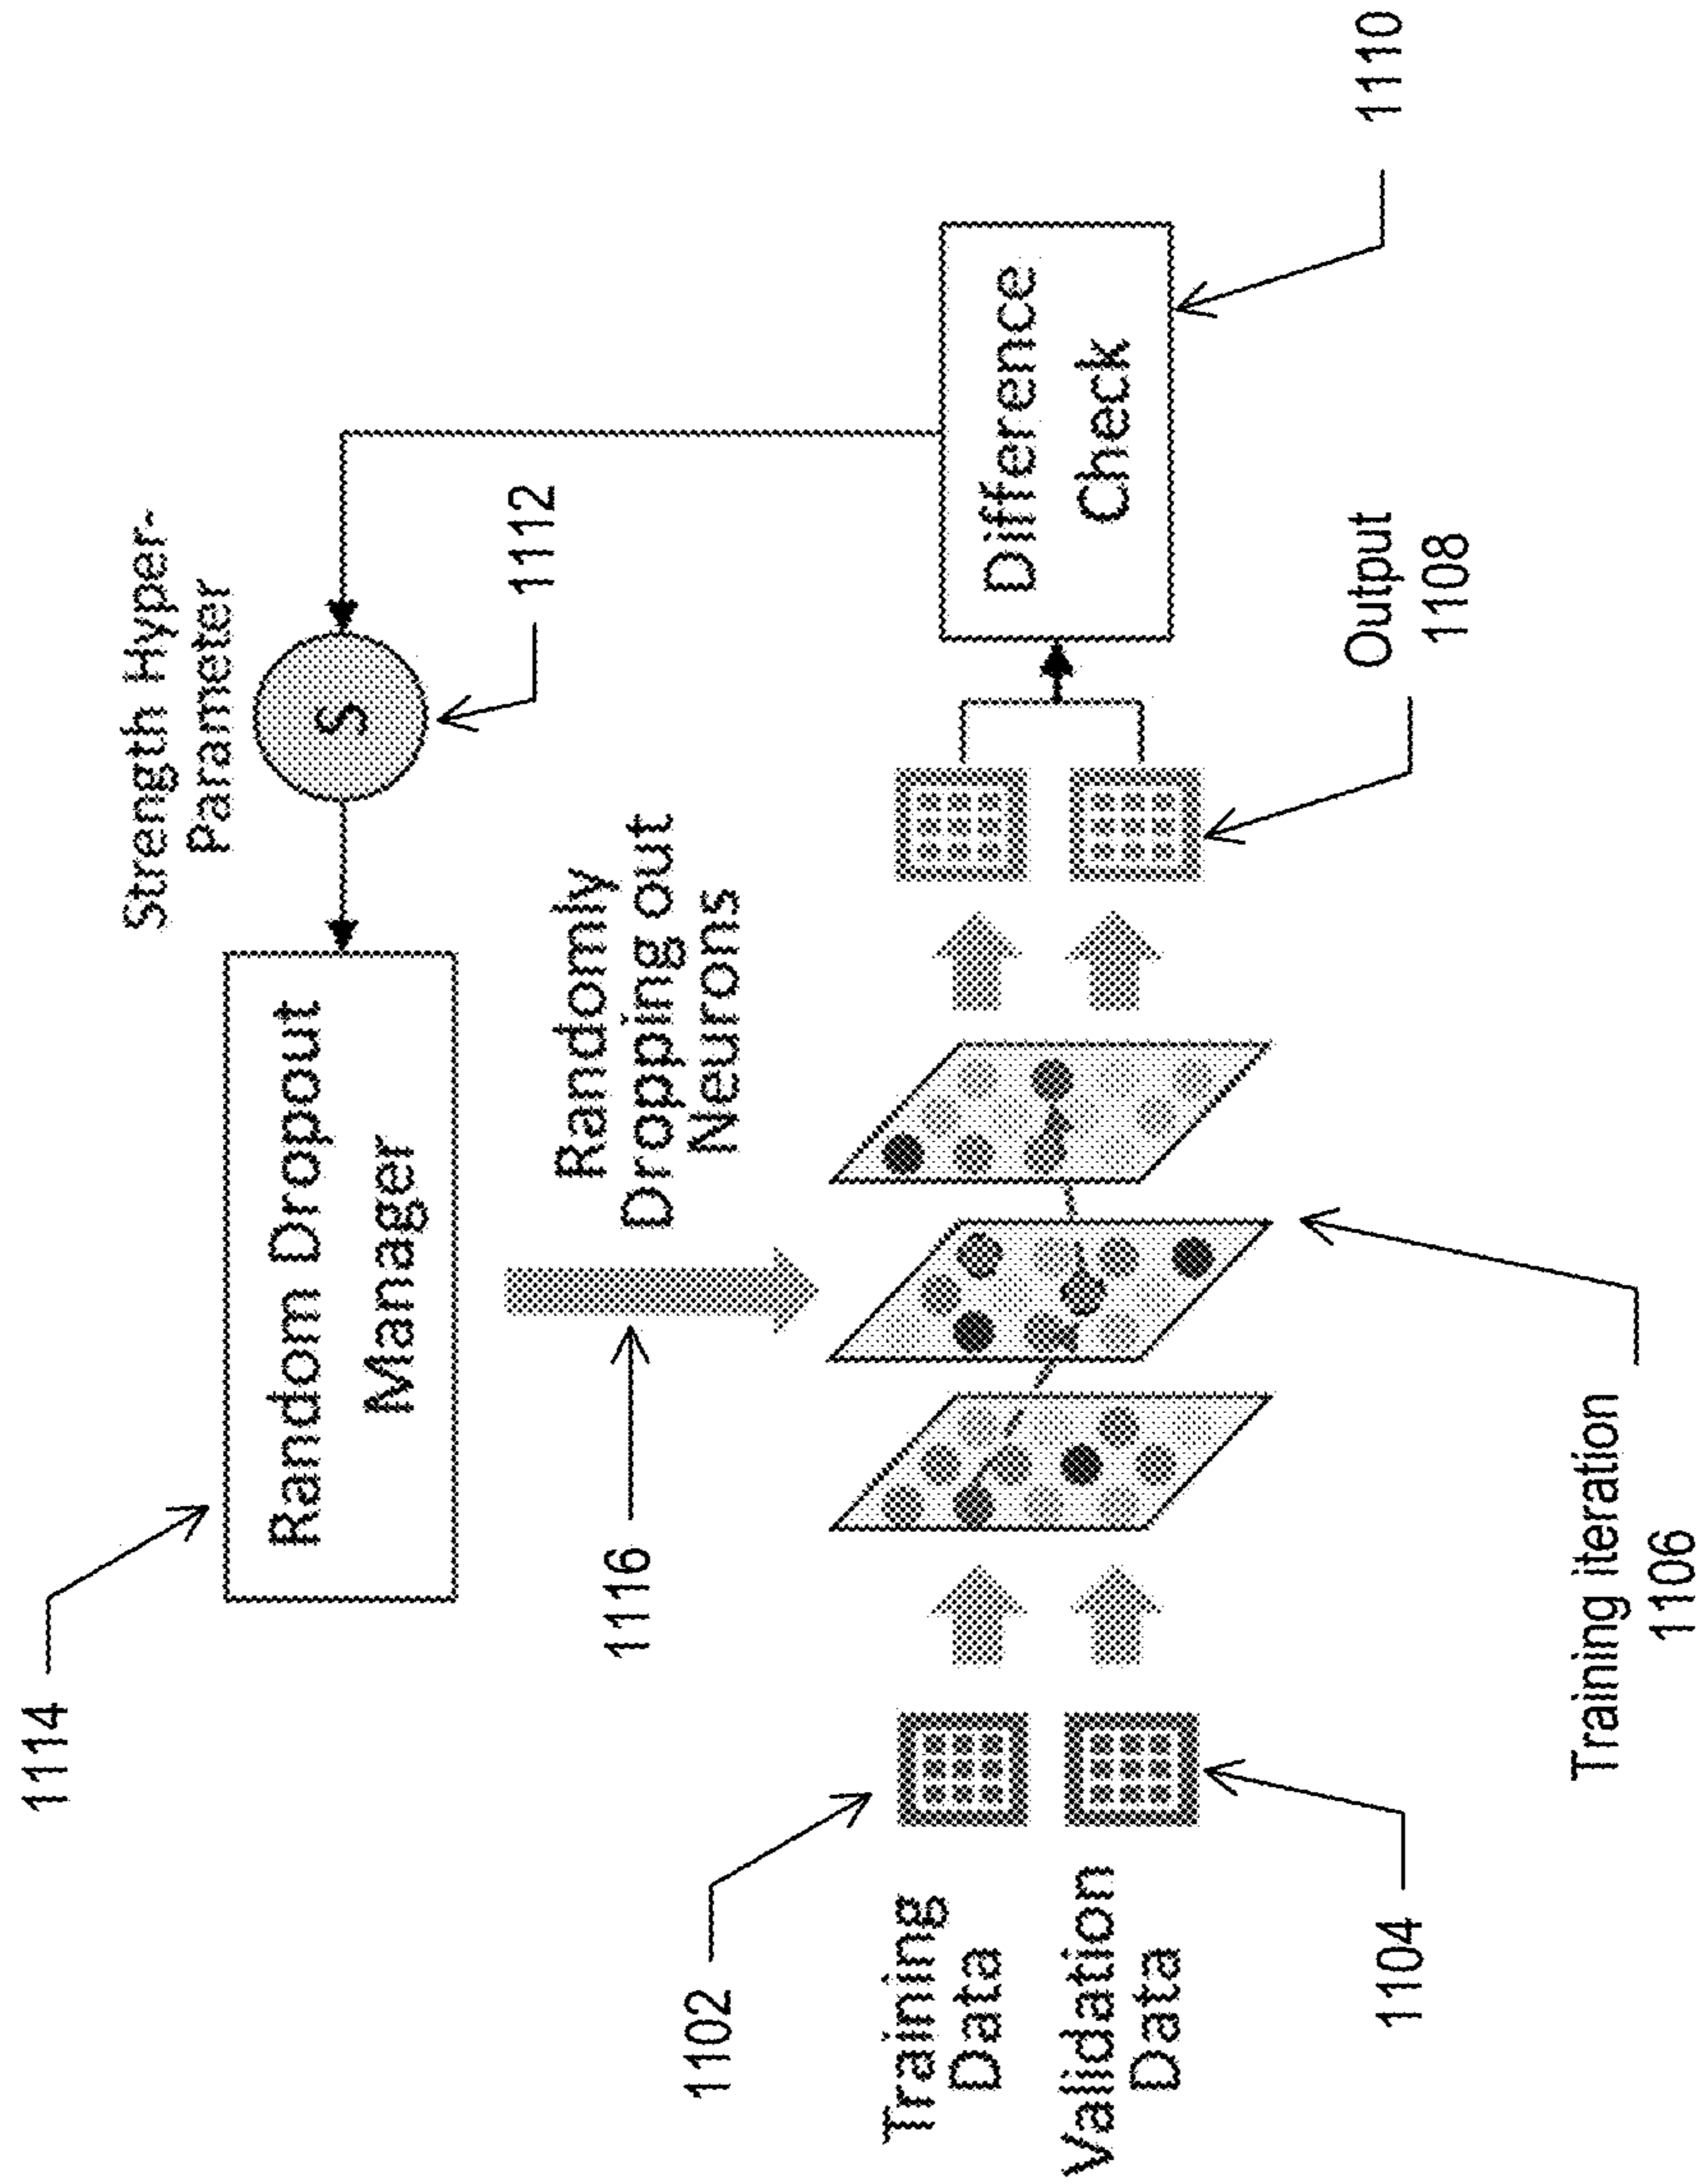 1114
Random Dropout
Manager
Strength Hyper-
Parameter
S
1112
1116
Randomly
Dropping out
Neurons
1102
Training
Data
Validation
Data
1104
Training iteration
1106
Output
1108
Difference
Check
1110